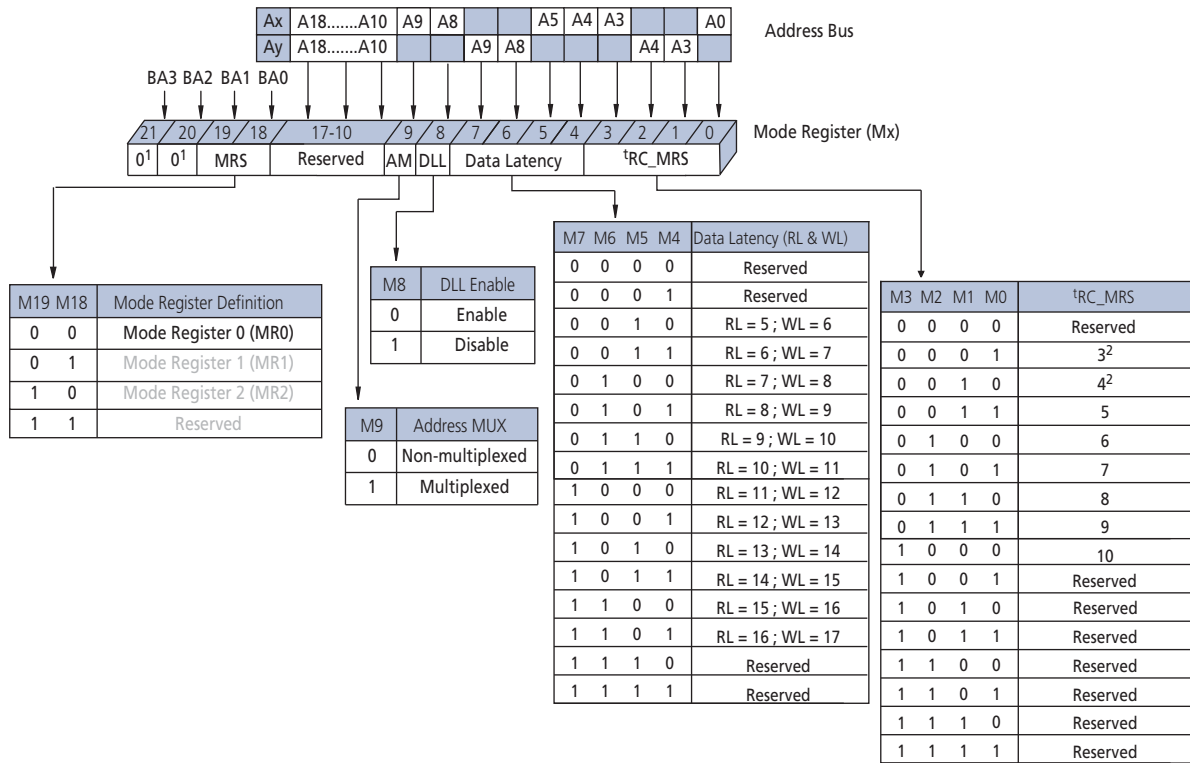 Ax A18.......A10 A9 A8 A5 A4 A3 A0
Ay A18.......A10 A9 A8 A4 A3
Address Bus
BA3 BA2 BA1 BA0
21 20 19 18 17-10 9 8 7 6 5 4 3 2 1 0
Mode Register (Mx)
0¹ 0¹ MRS Reserved AM DLL Data Latency tRC_MRS
M19 M18 Mode Register Definition
0 0 Mode Register 0 (MR0)
0 1 Mode Register 1 (MR1)
1 0 Mode Register 2 (MR2)
1 1 Reserved
M8 DLL Enable
0 Enable
1 Disable
M9 Address MUX
0 Non-multiplexed
1 Multiplexed
M7 M6 M5 M4 Data Latency (RL & WL)
0 0 0 0 Reserved
0 0 0 1 Reserved
0 0 1 0 RL = 5 ; WL = 6
0 0 1 1 RL = 6 ; WL = 7
0 1 0 0 RL = 7 ; WL = 8
0 1 0 1 RL = 8 ; WL = 9
0 1 1 0 RL = 9 ; WL = 10
0 1 1 1 RL = 10 ; WL = 11
1 0 0 0 RL = 11 ; WL = 12
1 0 0 1 RL = 12 ; WL = 13
1 0 1 0 RL = 13 ; WL = 14
1 0 1 1 RL = 14 ; WL = 15
1 1 0 0 RL = 15 ; WL = 16
1 1 0 1 RL = 16 ; WL = 17
1 1 1 0 Reserved
1 1 1 1 Reserved
M3 M2 M1 M0 tRC_MRS
0 0 0 0 Reserved
0 0 0 1 3²
0 0 1 0 4²
0 0 1 1 5
0 1 0 0 6
0 1 0 1 7
0 1 1 0 8
0 1 1 1 9
1 0 0 0 10
1 0 0 1 Reserved
1 0 1 0 Reserved
1 0 1 1 Reserved
1 1 0 0 Reserved
1 1 0 1 Reserved
1 1 1 0 Reserved
1 1 1 1 Reserved